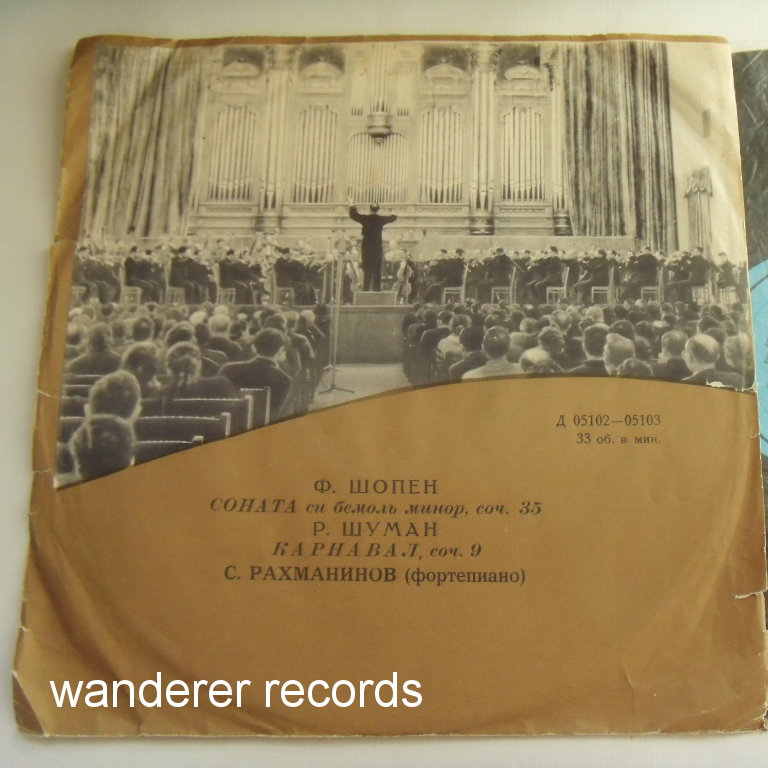 Д 05102—05103
33 об. в мин.
Ф. ШОПЕН
СОНАТА си бемоль минор, соч. 35
Р. ШУМАН
КАРНАВАЛ, соч. 9
С. РАХМАНИНОВ (фортепиано)
wanderer records